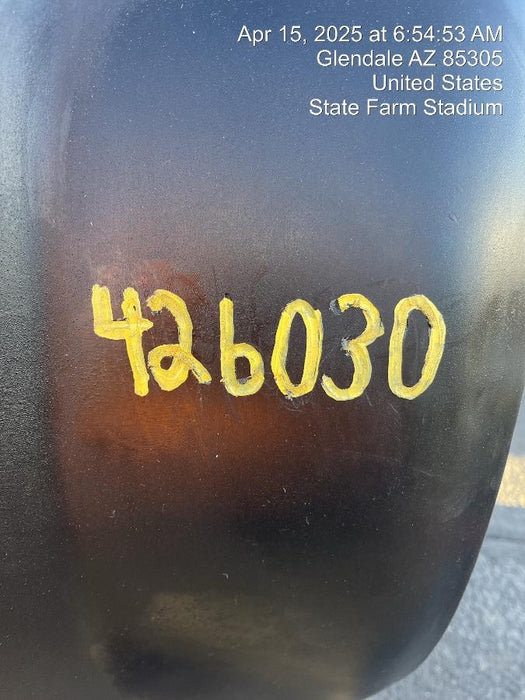 Apr 15, 2025 at 6:54:53 AM
Glendale AZ 85305
United States
State Farm Stadium
426030